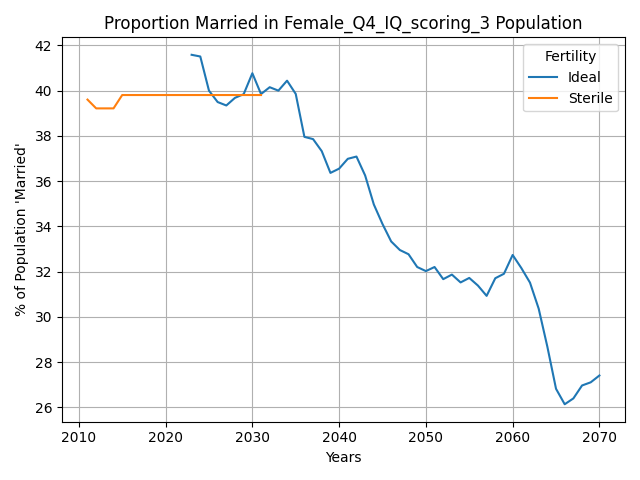 Proportion Married in Female_Q4_IQ_scoring_3 Population
% of Population 'Married'
42
40
38
36
34
32
30
28
26
Fertility
Ideal
Sterile
2010 2020 2030 2040 2050 2060 2070
Years